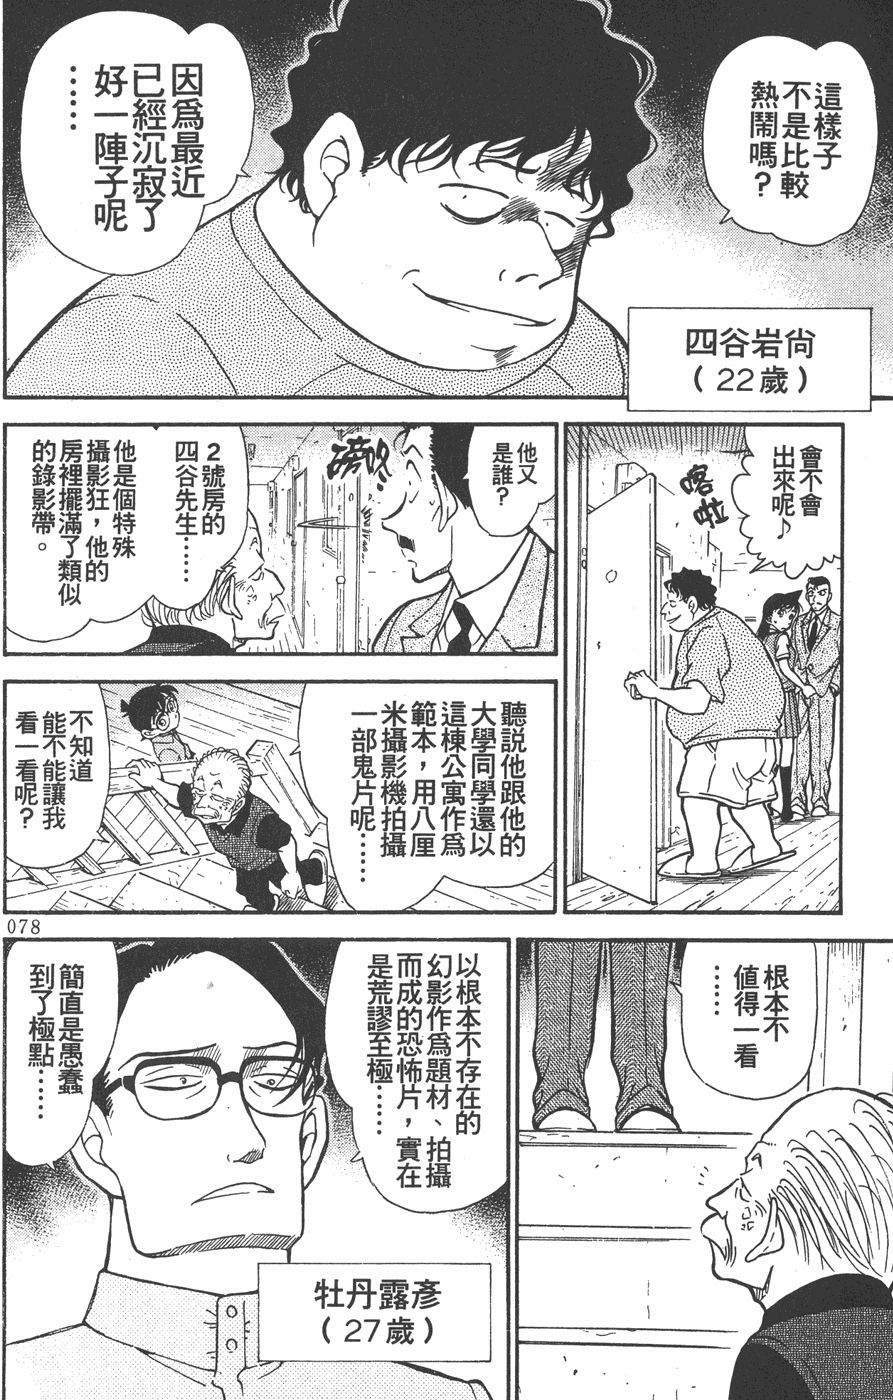 這樣子
不是比較
熱鬧嗎？
因為最近
已經沉寂了
好一陣子呢
……
四谷岩尙
（22歲）
會不會
出來呢♪
喀啦
他又
是誰？
磅咚…
2號房的
四谷先生……
他是個特殊
攝影狂，他的
房裡擺滿了類似
的錄影帶。
聽說他跟他的
大學同學還以
這棟公寓作為
範本，用八厘
米攝影機拍攝
一部鬼片呢……
不知道
能不能讓我
看一看呢？
078
根本不
值得一看
……
以根本不存在的
幻影作為題材、拍攝
而成的恐怖片，實在
是荒謬至極……
簡直是愚蠢
到了極點……
牡丹露彥
（27歲）